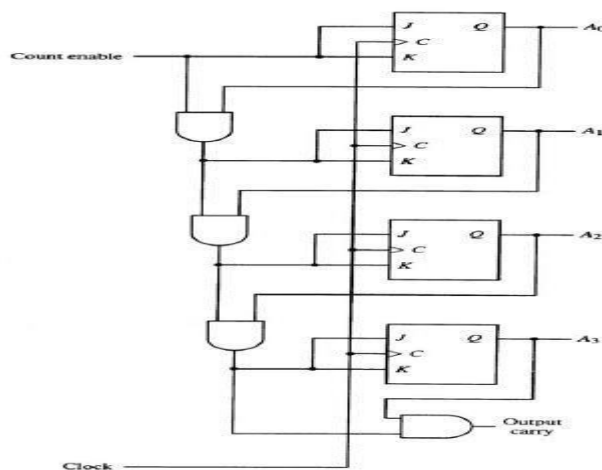 J Q A0
Count enable C
K
J Q A1
C
K
J Q A2
C
K
J Q A3
C
K
Output
carry
Clock